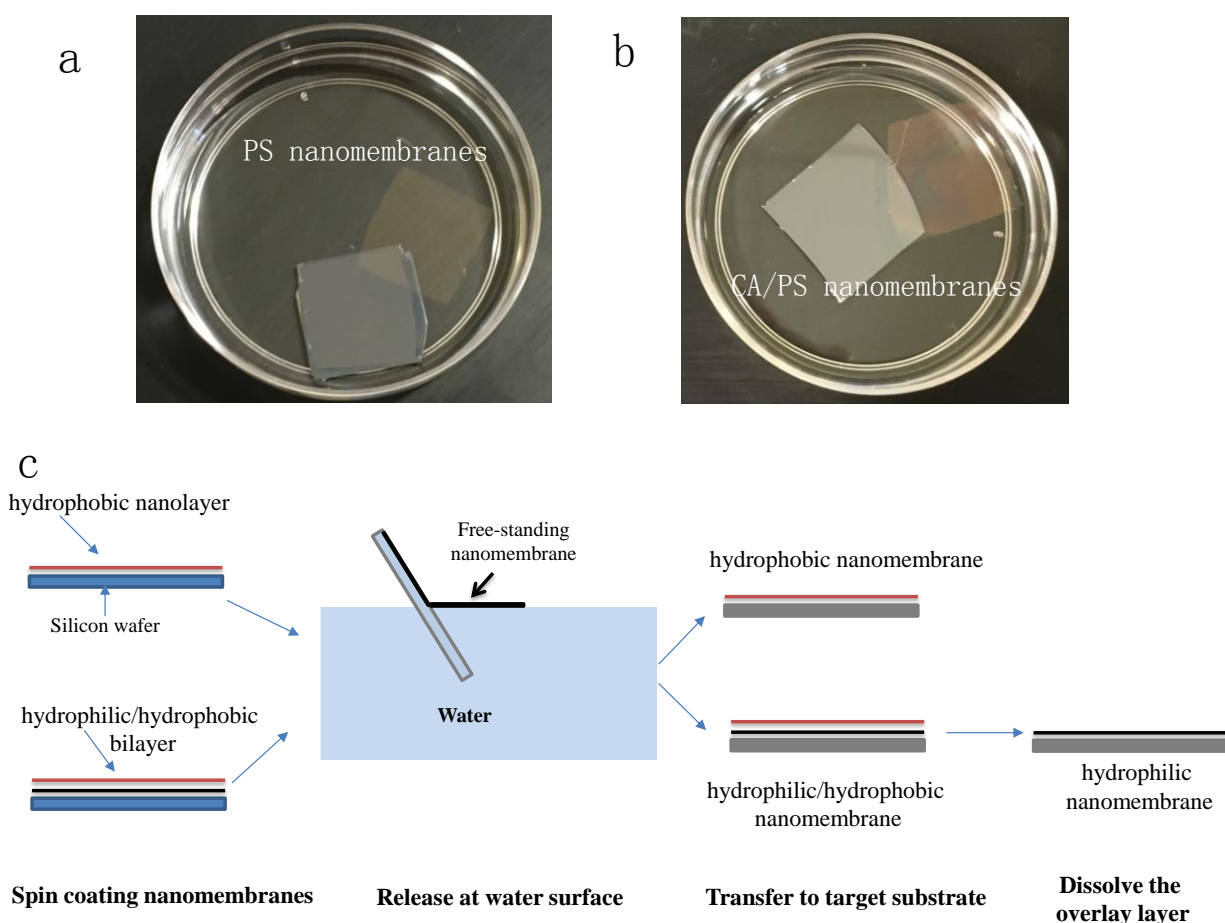 a
b
PS nanomembranes
CA/PS nanomembranes
c
hydrophobic nanolayer
Silicon wafer
hydrophilic/hydrophobic
bilayer
Free-standing
nanomembrane
Water
hydrophobic nanomembrane
hydrophilic/hydrophobic
nanomembrane
hydrophilic
nanomembrane
Spin coating nanomembranes
Release at water surface
Transfer to target substrate
Dissolve the
overlay layer